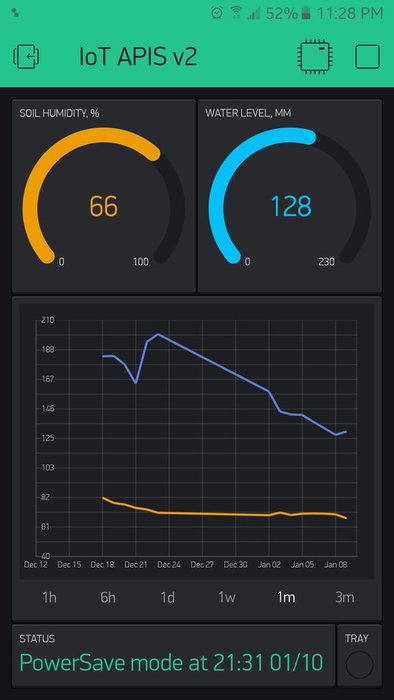 52% 11:28 PM
IoT APIS v2
SOIL HUMIDITY, %
WATER LEVEL, MM
66
128
0 100
0 230
210
188
167
146
125
103
82
61
40
Dec 12 Dec 15 Dec 18 Dec 21 Dec 24 Dec 27 Dec 30 Jan 02 Jan 05 Jan 08
1h 6h 1d 1w 1m 3m
STATUS
TRAY
PowerSave mode at 21:31 01/10